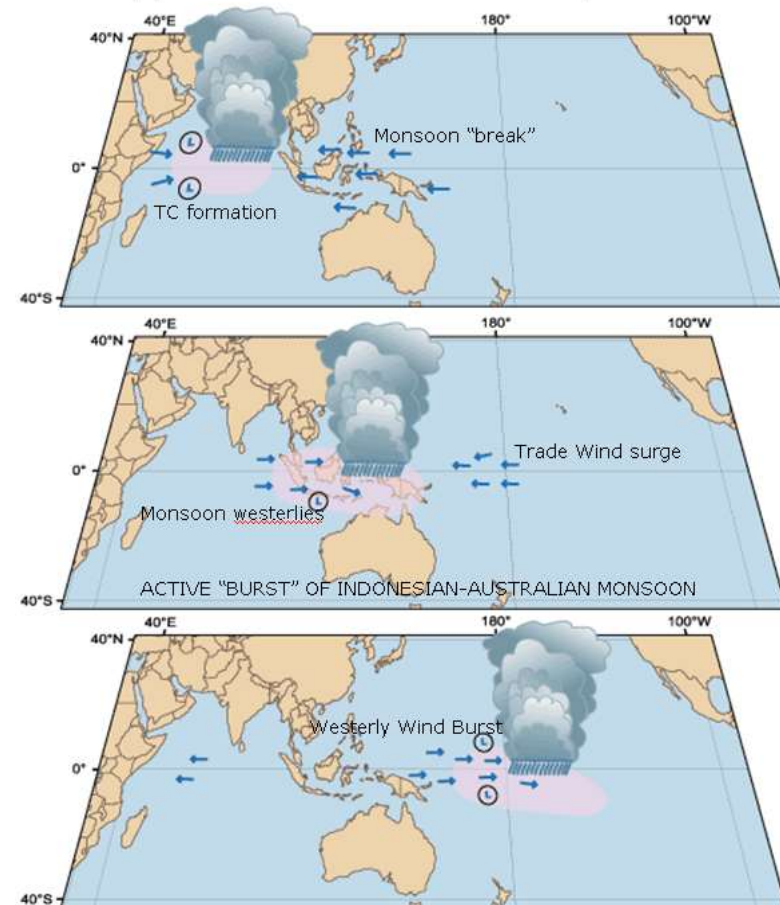 40°E 180° 100°W
40°N
Monsoon "break"
0°
L
L
TC formation
40°S
40°E 180° 100°W
40°N
Trade Wind surge
0°
L
Monsoon westerlies
ACTIVE "BURST" OF INDONESIAN-AUSTRALIAN MONSOON
40°S
40°E 180° 100°W
40°N
Westerly Wind Burst
L
0°
L
40°S